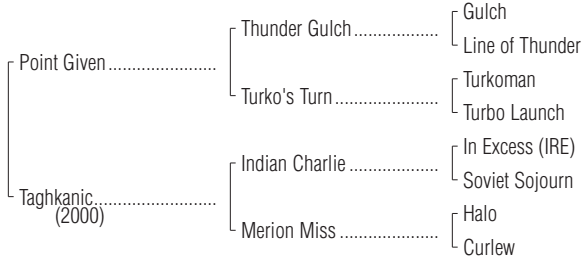 Gulch
Thunder Gulch
Line of Thunder
Point Given
Turkoman
Turko's Turn
Turbo Launch
In Excess (IRE)
Indian Charlie
Soviet Sojourn
Taghkanic
(2000)
Halo
Merion Miss
Curlew